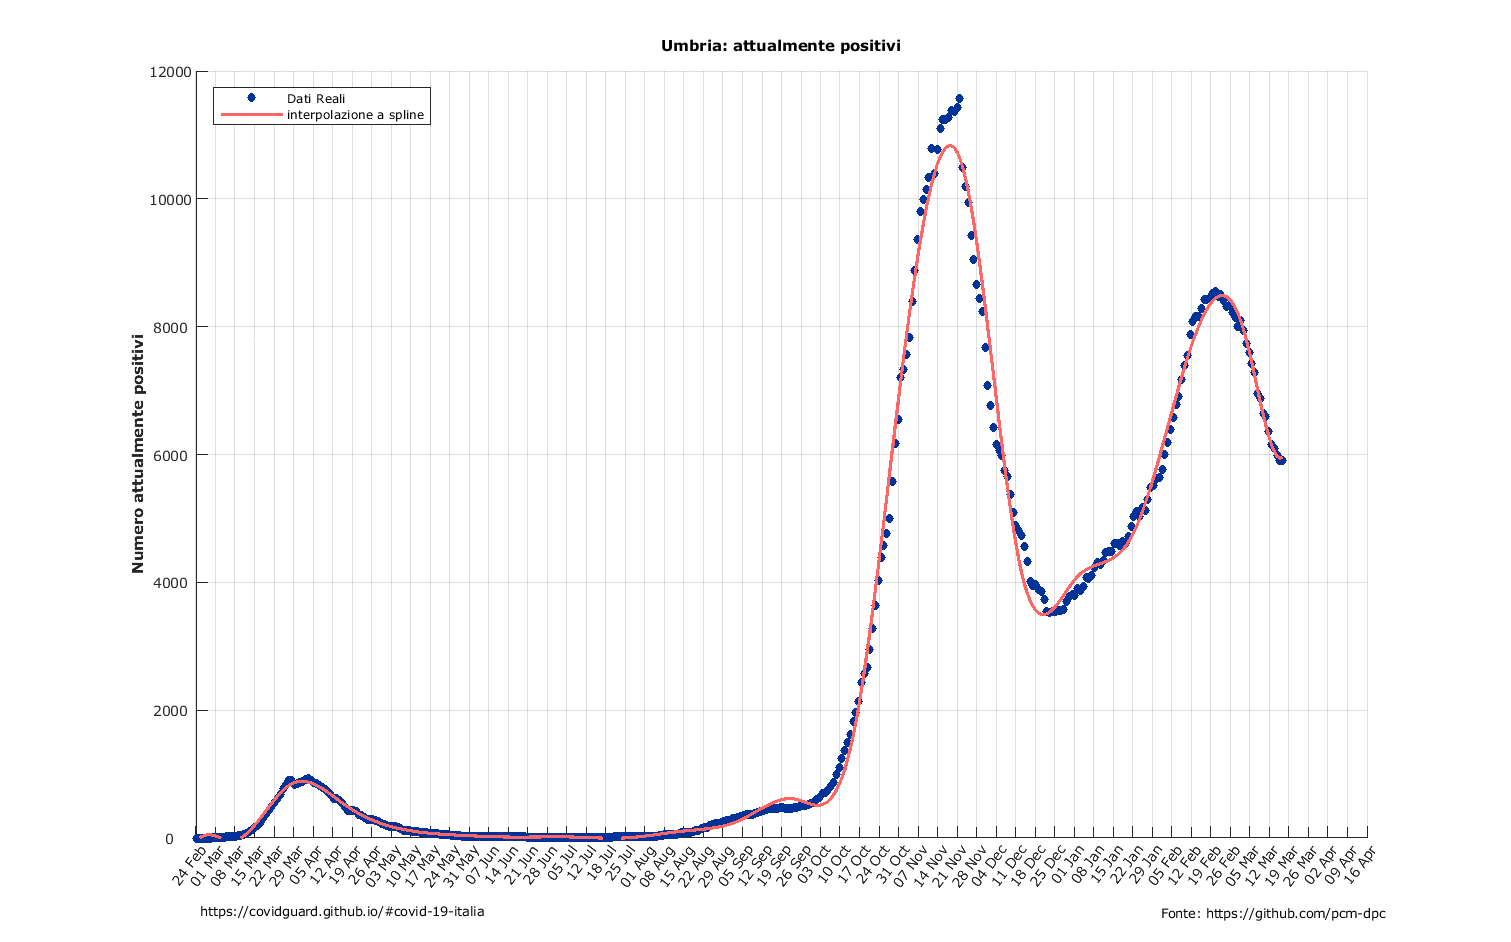 Umbria: attualmente positivi
Dati Reali
interpolazione a spline
Numero attualmente positivi
12000
10000
8000
6000
4000
2000
0
24 Feb
01 Mar
08 Mar
15 Mar
22 Mar
29 Mar
05 Apr
12 Apr
19 Apr
26 Apr
03 May
10 May
17 May
24 May
31 May
07 Jun
14 Jun
21 Jun
28 Jun
05 Jul
12 Jul
18 Jul
25 Jul
01 Aug
08 Aug
15 Aug
22 Aug
29 Aug
05 Sep
12 Sep
19 Sep
26 Sep
03 Oct
10 Oct
17 Oct
24 Oct
31 Oct
07 Nov
14 Nov
21 Nov
28 Nov
04 Dec
11 Dec
18 Dec
25 Dec
01 Jan
08 Jan
15 Jan
22 Jan
29 Jan
05 Feb
12 Feb
19 Feb
26 Feb
05 Mar
12 Mar
19 Mar
26 Mar
02 Apr
09 Apr
16 Apr
https://covidguard.github.io/#covid-19-italia
Fonte: https://github.com/pcm-dpc